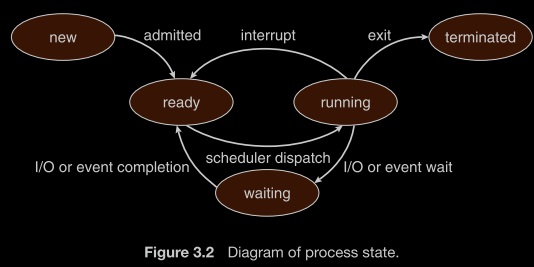 new
admitted
interrupt
exit
terminated
ready
running
scheduler dispatch
I/O or event completion
I/O or event wait
waiting
Figure 3.2 Diagram of process state.